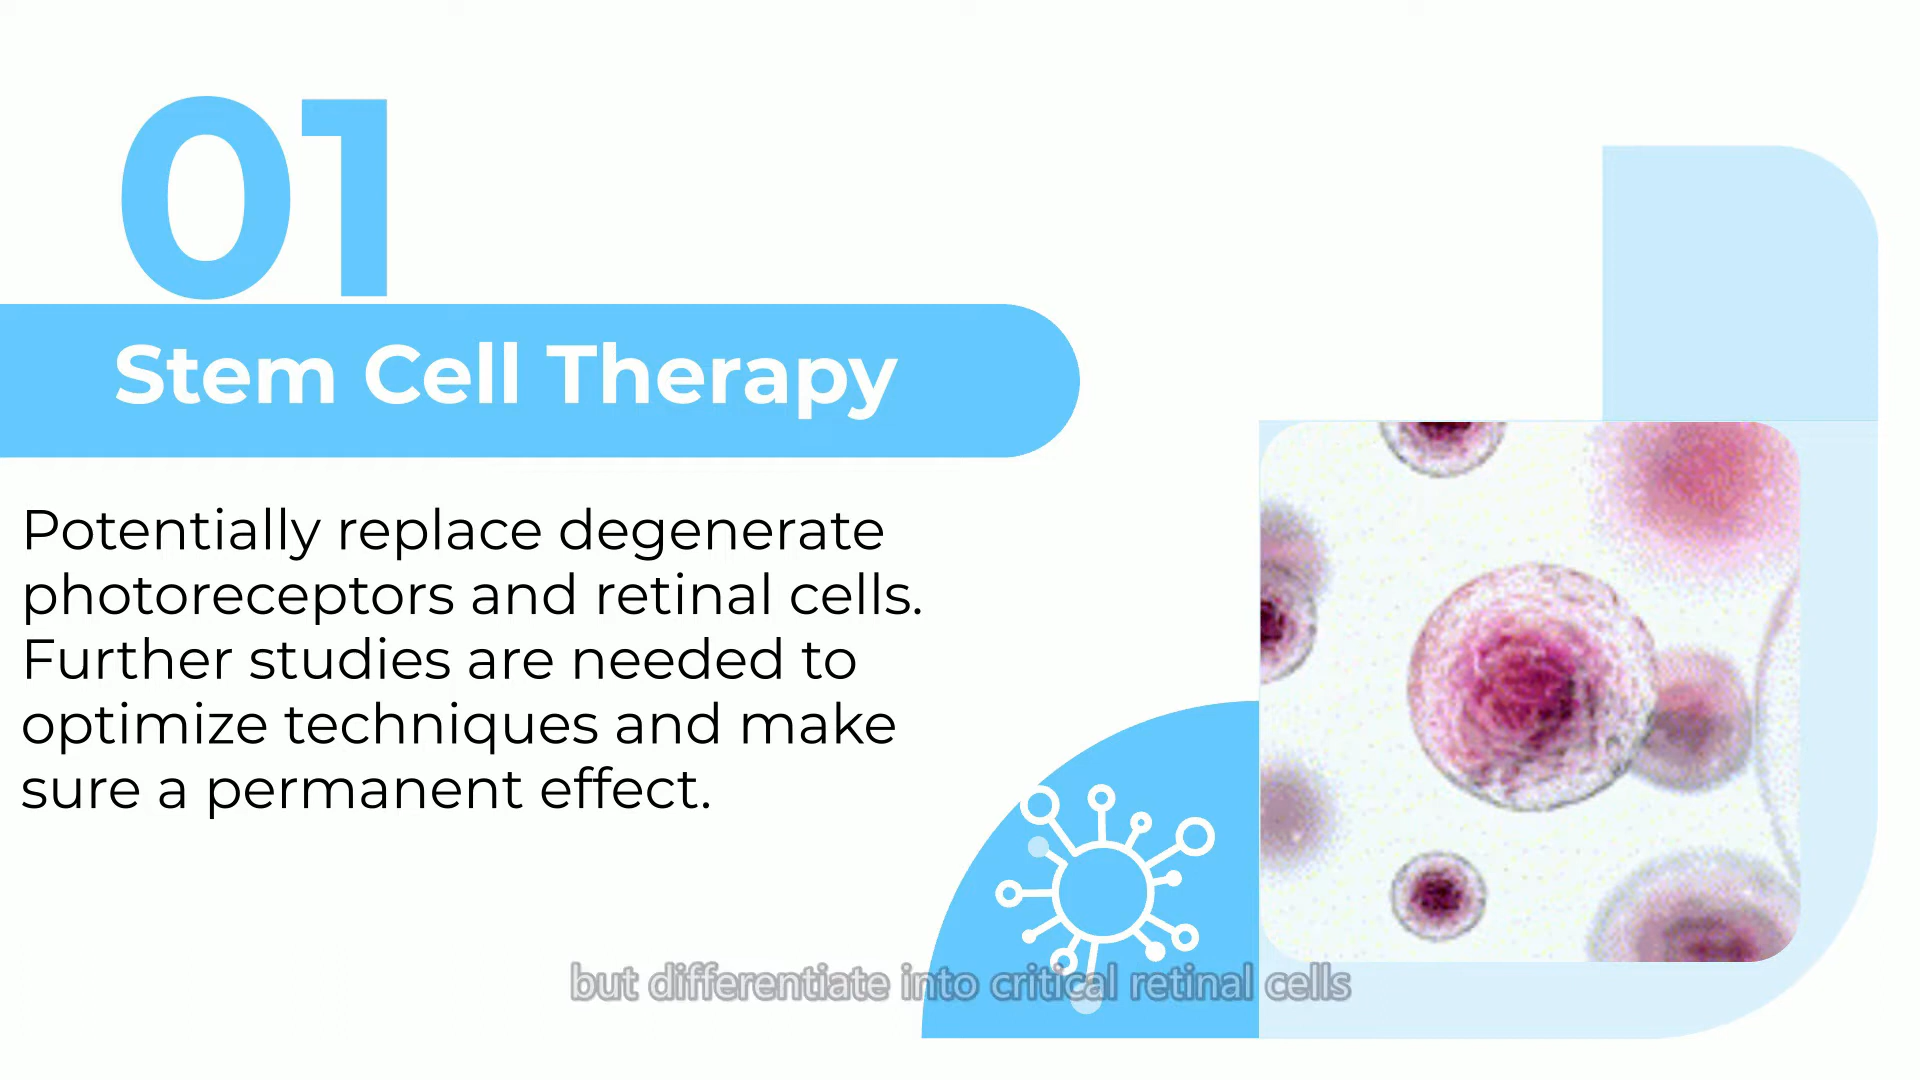 01
Stem Cell Therapy
Potentially replace degenerate
photoreceptors and retinal cells.
Further studies are needed to
optimize techniques and make
sure a permanent effect.
but differentiate into critical retinal cells